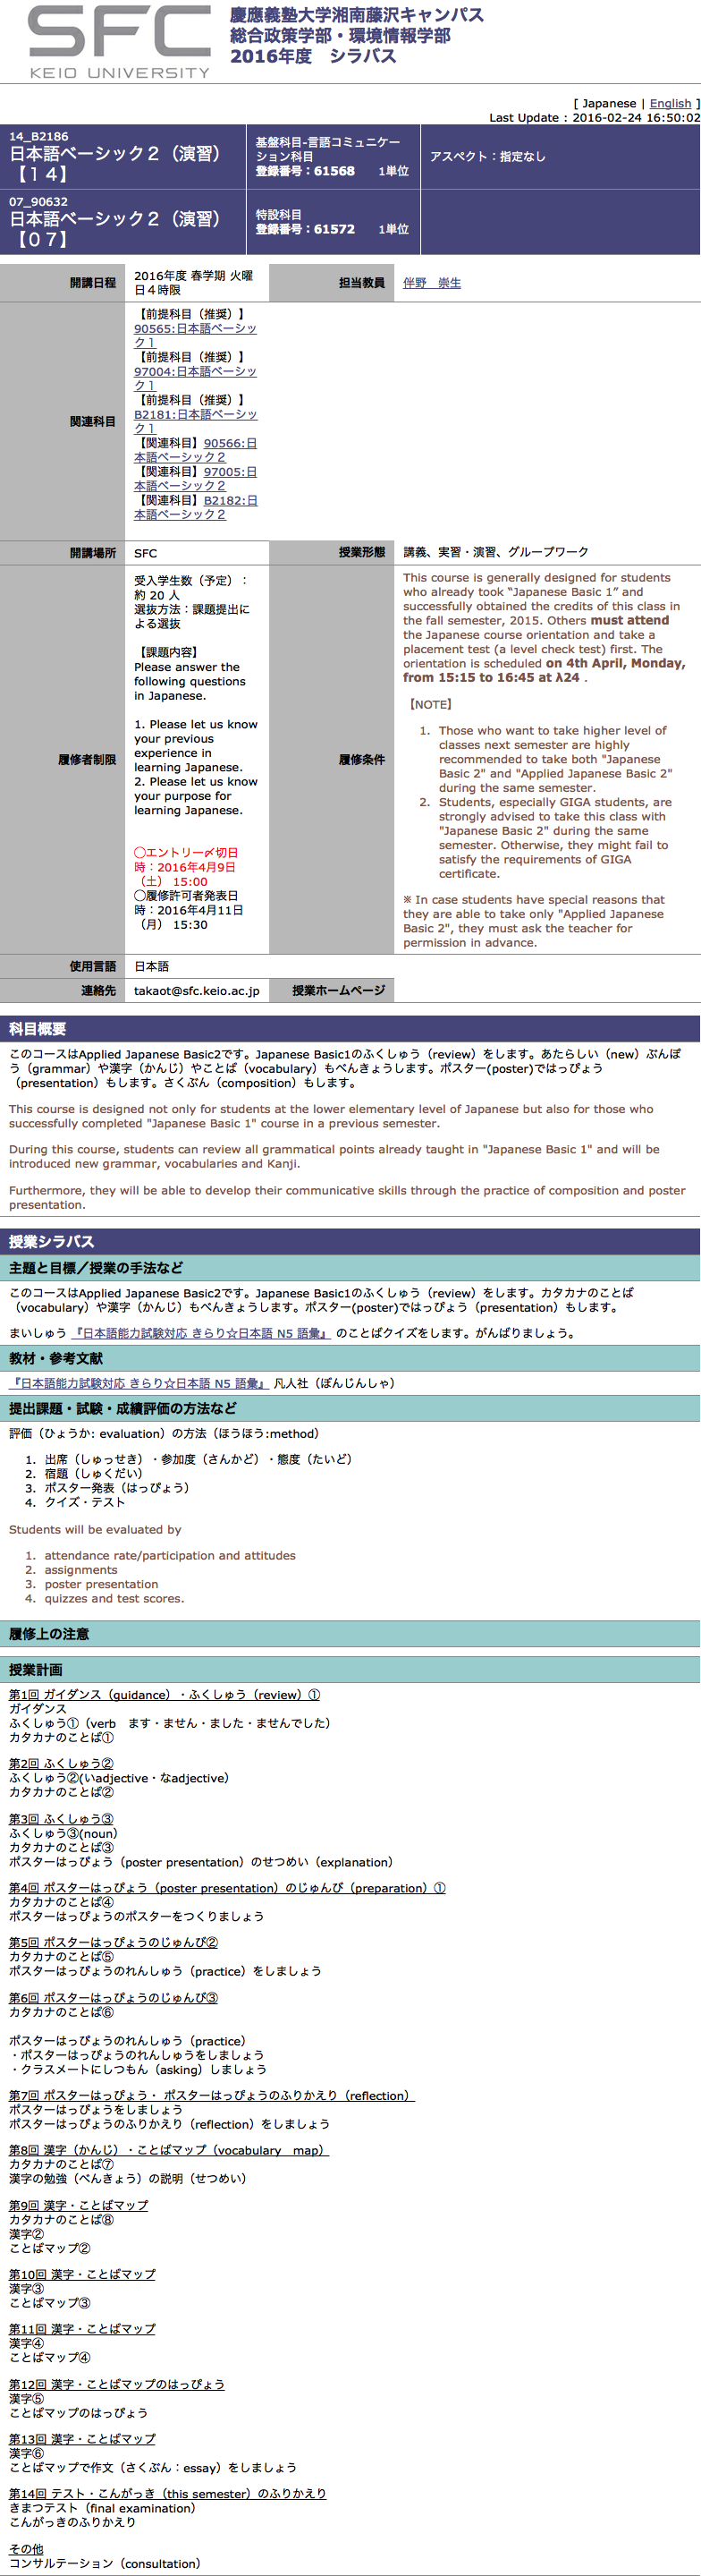 SFC
KEIO UNIVERSITY
慶應義塾大学湘南藤沢キャンパス
総合政策学部・環境情報学部
2016年度　シラバス
[ Japanese | English ]
Last Update : 2016-02-24 16:50:02
14_B2186
日本語ベーシック２（演習）
【１４】
基盤科目-言語コミュニケー
ション科目
登録番号：61568　　1単位
アスペクト：指定なし
07_90632
日本語ベーシック２（演習）
【０７】
特設科目
登録番号：61572　　1単位
開講日程
2016年度 春学期 火曜
日４時限
担当教員
伴野　崇生
関連科目
【前提科目（推奨）】
90565:日本語ベーシッ
ク１
【前提科目（推奨）】
97004:日本語ベーシッ
ク１
【前提科目（推奨）】
B2181:日本語ベーシッ
ク１
【関連科目】90566:日
本語ベーシック２
【関連科目】97005:日
本語ベーシック２
【関連科目】B2182:日
本語ベーシック２
開講場所
SFC
授業形態
講義、実習・演習、グループワーク
履修者制限
受入学生数（予定）：
約 20 人
選抜方法：課題提出に
よる選抜
【課題内容】
Please answer the
following questions
in Japanese.
1. Please let us know
your previous
experience in
learning Japanese.
2. Please let us know
your purpose for
learning Japanese.
◯エントリー〆切日
時：2016年4月9日
（土） 15:00
◯履修許可者発表日
時：2016年4月11日
（月） 15:30
履修条件
This course is generally designed for students
who already took “Japanese Basic 1” and
successfully obtained the credits of this class in
the fall semester, 2015. Others must attend
the Japanese course orientation and take a
placement test (a level check test) first. The
orientation is scheduled on 4th April, Monday,
from 15:15 to 16:45 at λ24 .
【NOTE】
1. Those who want to take higher level of
classes next semester are highly
recommended to take both "Japanese
Basic 2" and "Applied Japanese Basic 2"
during the same semester.
2. Students, especially GIGA students, are
strongly advised to take this class with
"Japanese Basic 2" during the same
semester. Otherwise, they might fail to
satisfy the requirements of GIGA
certificate.
※ In case students have special reasons that
they are able to take only "Applied Japanese
Basic 2", they must ask the teacher for
permission in advance.
使用言語
日本語
連絡先
takaot@sfc.keio.ac.jp
授業ホームページ
科目概要
このコースはApplied Japanese Basic2です。Japanese Basic1のふくしゅう（review）をします。あたらしい（new）ぶんぽ
う（grammar）や漢字（かんじ）やことば（vocabulary）もべんきょうします。ポスター(poster)ではっぴょう
（presentation）もします。さくぶん（composition）もします。
This course is designed not only for students at the lower elementary level of Japanese but also for those who
successfully completed "Japanese Basic 1" course in a previous semester.
During this course, students can review all grammatical points already taught in "Japanese Basic 1" and will be
introduced new grammar, vocabularies and Kanji.
Furthermore, they will be able to develop their communicative skills through the practice of composition and poster
presentation.
授業シラバス
主題と目標／授業の手法など
このコースはApplied Japanese Basic2です。Japanese Basic1のふくしゅう（review）をします。カタカナのことば
（vocabulary）や漢字（かんじ）もべんきょうします。ポスター(poster)ではっぴょう（presentation）もします。
まいしゅう 『日本語能力試験対応 きらり☆日本語 N5 語彙』 のことばクイズをします。がんばりましょう。
教材・参考文献
『日本語能力試験対応 きらり☆日本語 N5 語彙』 凡人社（ぼんじんしゃ）
提出課題・試験・成績評価の方法など
評価（ひょうか: evaluation）の方法（ほうほう:method）
1. 出席（しゅっせき）・参加度（さんかど）・態度（たいど）
2. 宿題（しゅくだい）
3. ポスター発表（はっぴょう）
4. クイズ・テスト
Students will be evaluated by
1. attendance rate/participation and attitudes
2. assignments
3. poster presentation
4. quizzes and test scores.
履修上の注意
授業計画
第1回 ガイダンス（guidance）・ふくしゅう（review）①
ガイダンス
ふくしゅう①（verb　ます・ません・ました・ませんでした）
カタカナのことば①
第2回 ふくしゅう②
ふくしゅう②(いadjective・なadjective）
カタカナのことば②
第3回 ふくしゅう③
ふくしゅう③(noun）
カタカナのことば③
ポスターはっぴょう（poster presentation）のせつめい（explanation）
第4回 ポスターはっぴょう（poster presentation）のじゅんび（preparation）①
カタカナのことば④
ポスターはっぴょうのポスターをつくりましょう
第5回 ポスターはっぴょうのじゅんび②
カタカナのことば⑤
ポスターはっぴょうのれんしゅう（practice）をしましょう
第6回 ポスターはっぴょうのじゅんび③
カタカナのことば⑥
ポスターはっぴょうのれんしゅう（practice）
・ポスターはっぴょうのれんしゅうをしましょう
・クラスメートにしつもん（asking）しましょう
第7回 ポスターはっぴょう・ ポスターはっぴょうのふりかえり（reflection）
ポスターはっぴょうをしましょう
ポスターはっぴょうのふりかえり（reflection）をしましょう
第8回 漢字（かんじ）・ことばマップ（vocabulary　map）
カタカナのことば⑦
漢字の勉強（べんきょう）の説明（せつめい）
第9回 漢字・ことばマップ
カタカナのことば⑧
漢字②
ことばマップ②
第10回 漢字・ことばマップ
漢字③
ことばマップ③
第11回 漢字・ことばマップ
漢字④
ことばマップ④
第12回 漢字・ことばマップのはっぴょう
漢字⑤
ことばマップのはっぴょう
第13回 漢字・ことばマップ
漢字⑥
ことばマップで作文（さくぶん：essay）をしましょう
第14回 テスト・こんがっき（this semester）のふりかえり
きまつテスト（final examination）
こんがっきのふりかえり
その他
コンサルテーション（consultation）